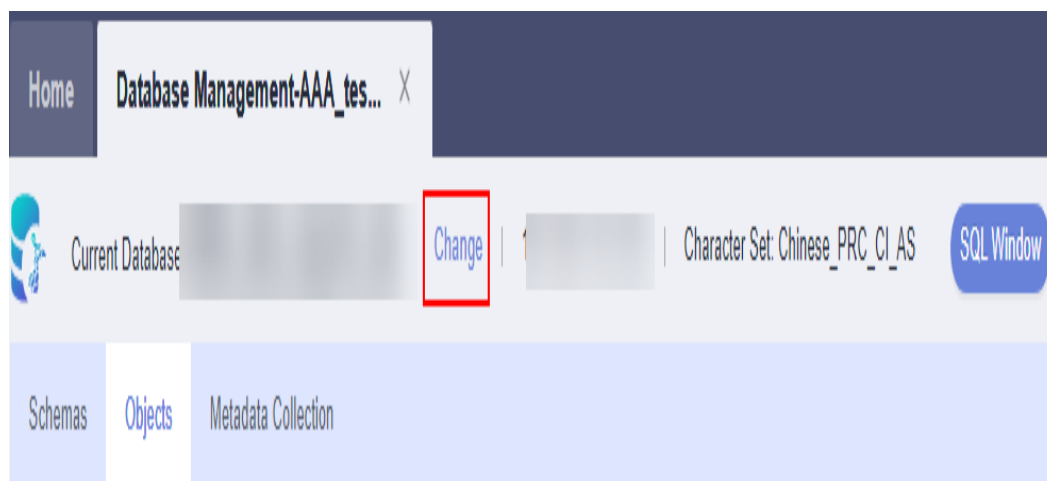 Home Database Management-AAA_tes... X
Current Database Change | | Character Set: Chinese_PRC_CI_AS SQL Window
Schemas Objects Metadata Collection